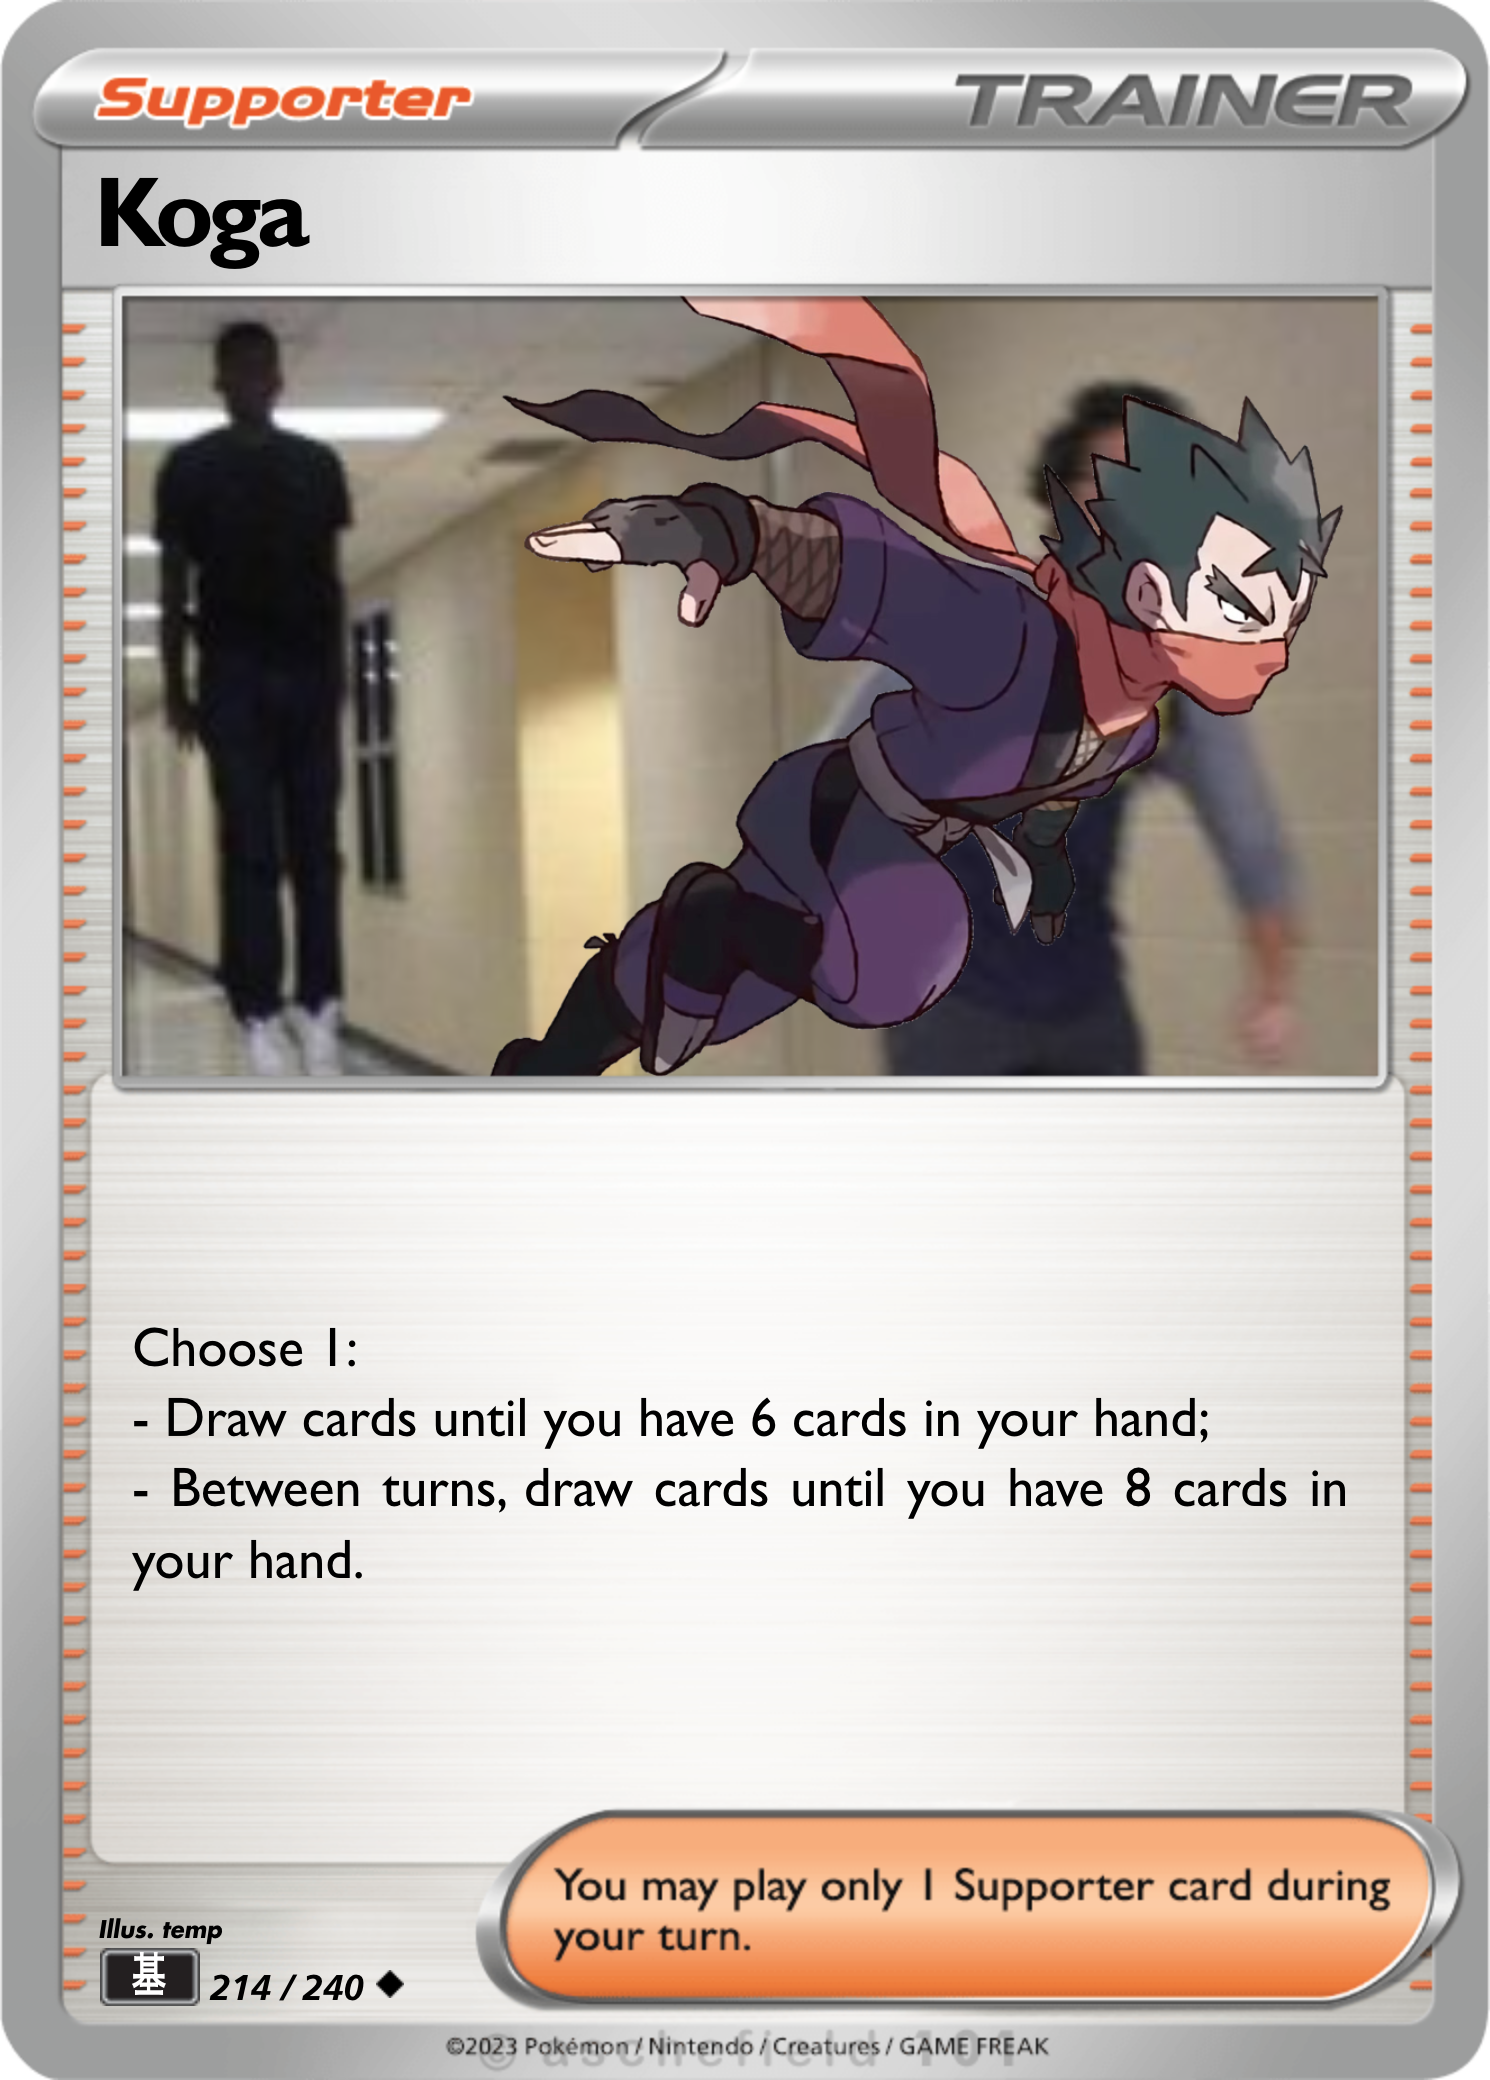 Supporter
TRAINER
Koga
Choose 1:
- Draw cards until you have 6 cards in your hand;
- Between turns, draw cards until you have 8 cards in
your hand.
You may play only 1 Supporter card during
your turn.
Illus. temp
基 214 / 240
©2023 Pokémon / Nintendo / Creatures / GAME FREAK
© aschefield 101